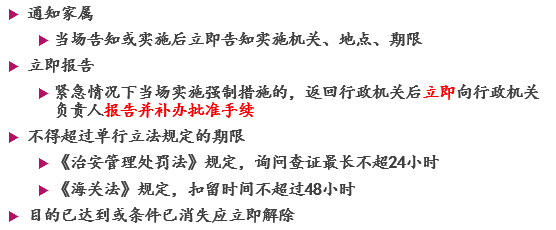 通知家属
当场告知或实施后立即告知实施机关、地点、期限
立即报告
紧急情况下当场实施强制措施的，返回行政机关后立即向行政机关
负责人报告并补办批准手续
不得超过单行立法规定的期限
《治安管理处罚法》规定，询问查证最长不超24小时
《海关法》规定，扣留时间不超过48小时
目的已达到或条件已消失应立即解除